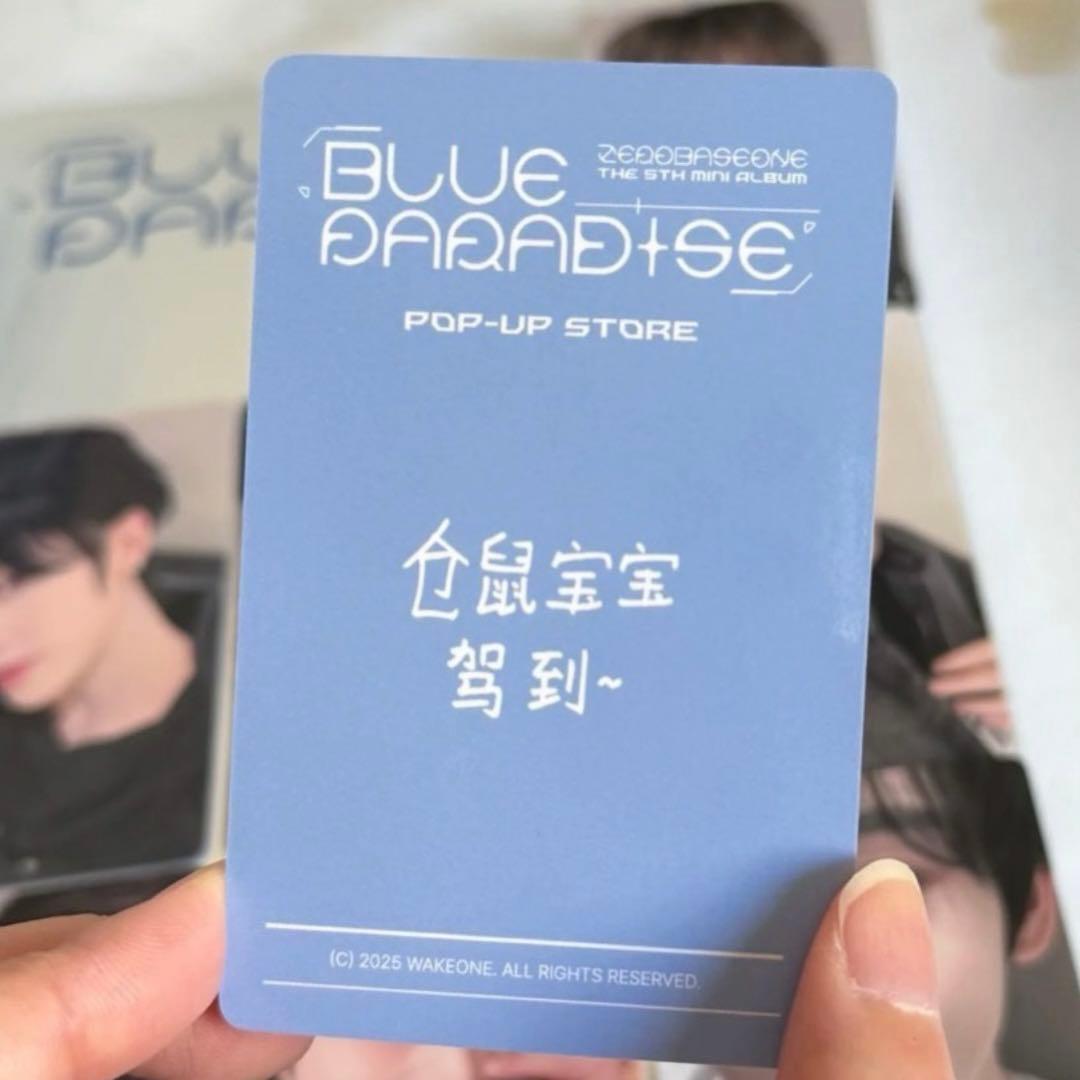 BLUE
PARADISE
ZEROBASEONE
THE 5TH MINI ALBUM
POP-UP STORE
仓鼠宝宝
驾到~
(C) 2025 WAKEONE. ALL RIGHTS RESERVED.